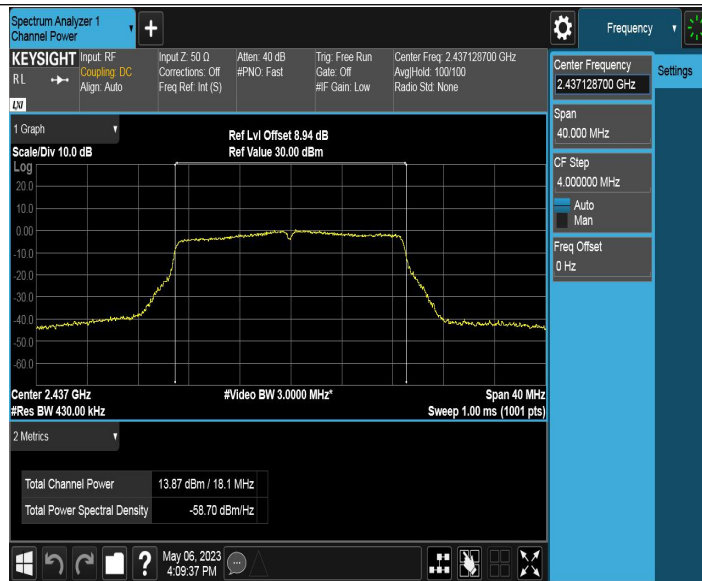 Spectrum Analyzer 1
Channel Power
+
Frequency
KEYSIGHT
RL
LXI
Input: RF
Coupling: DC
Align: Auto
Input Z: 50 Ω
Corrections: Off
Freq Ref: Int (S)
Atten: 40 dB
#PNO: Fast
Trig: Free Run
Gate: Off
#IF Gain: Low
Center Freq: 2.437128700 GHz
Avg|Hold: 100/100
Radio Std: None
Center Frequency
2.437128700 GHz
Settings
Span
40.000 MHz
CF Step
4.000000 MHz
Auto
Man
Freq Offset
0 Hz
1 Graph
Scale/Div 10.0 dB
Ref Lvl Offset 8.94 dB
Ref Value 30.00 dBm
Log
20.0
10.0
0.00
-10.0
-20.0
-30.0
-40.0
-50.0
-60.0
Center 2.437 GHz
#Video BW 3.0000 MHz*
Span 40 MHz
#Res BW 430.00 kHz
Sweep 1.00 ms (1001 pts)
2 Metrics
Total Channel Power 13.87 dBm / 18.1 MHz
Total Power Spectral Density -58.70 dBm/Hz
?
May 06, 2023
4:09:37 PM